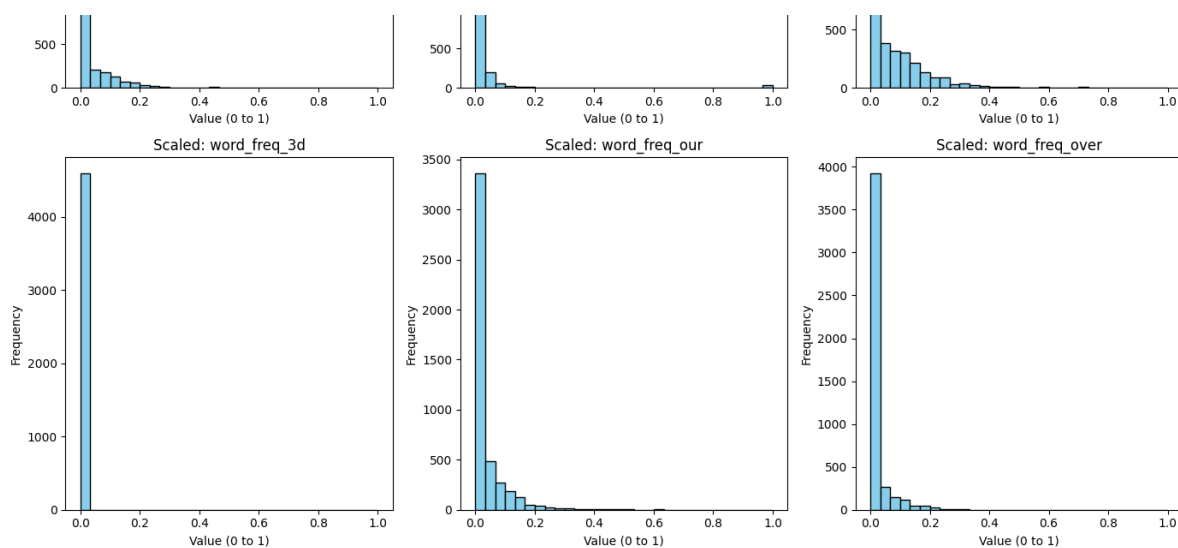 500
0
0.0 0.2 0.4 0.6 0.8 1.0
Value (0 to 1)
500
0
0.0 0.2 0.4 0.6 0.8 1.0
Value (0 to 1)
500
0
0.0 0.2 0.4 0.6 0.8 1.0
Value (0 to 1)
Scaled: word_freq_3d
Frequency
4000
3000
2000
1000
0
0.0 0.2 0.4 0.6 0.8 1.0
Value (0 to 1)
Scaled: word_freq_our
Frequency
3500
3000
2500
2000
1500
1000
500
0
0.0 0.2 0.4 0.6 0.8 1.0
Value (0 to 1)
Scaled: word_freq_over
Frequency
4000
3500
3000
2500
2000
1500
1000
500
0
0.0 0.2 0.4 0.6 0.8 1.0
Value (0 to 1)